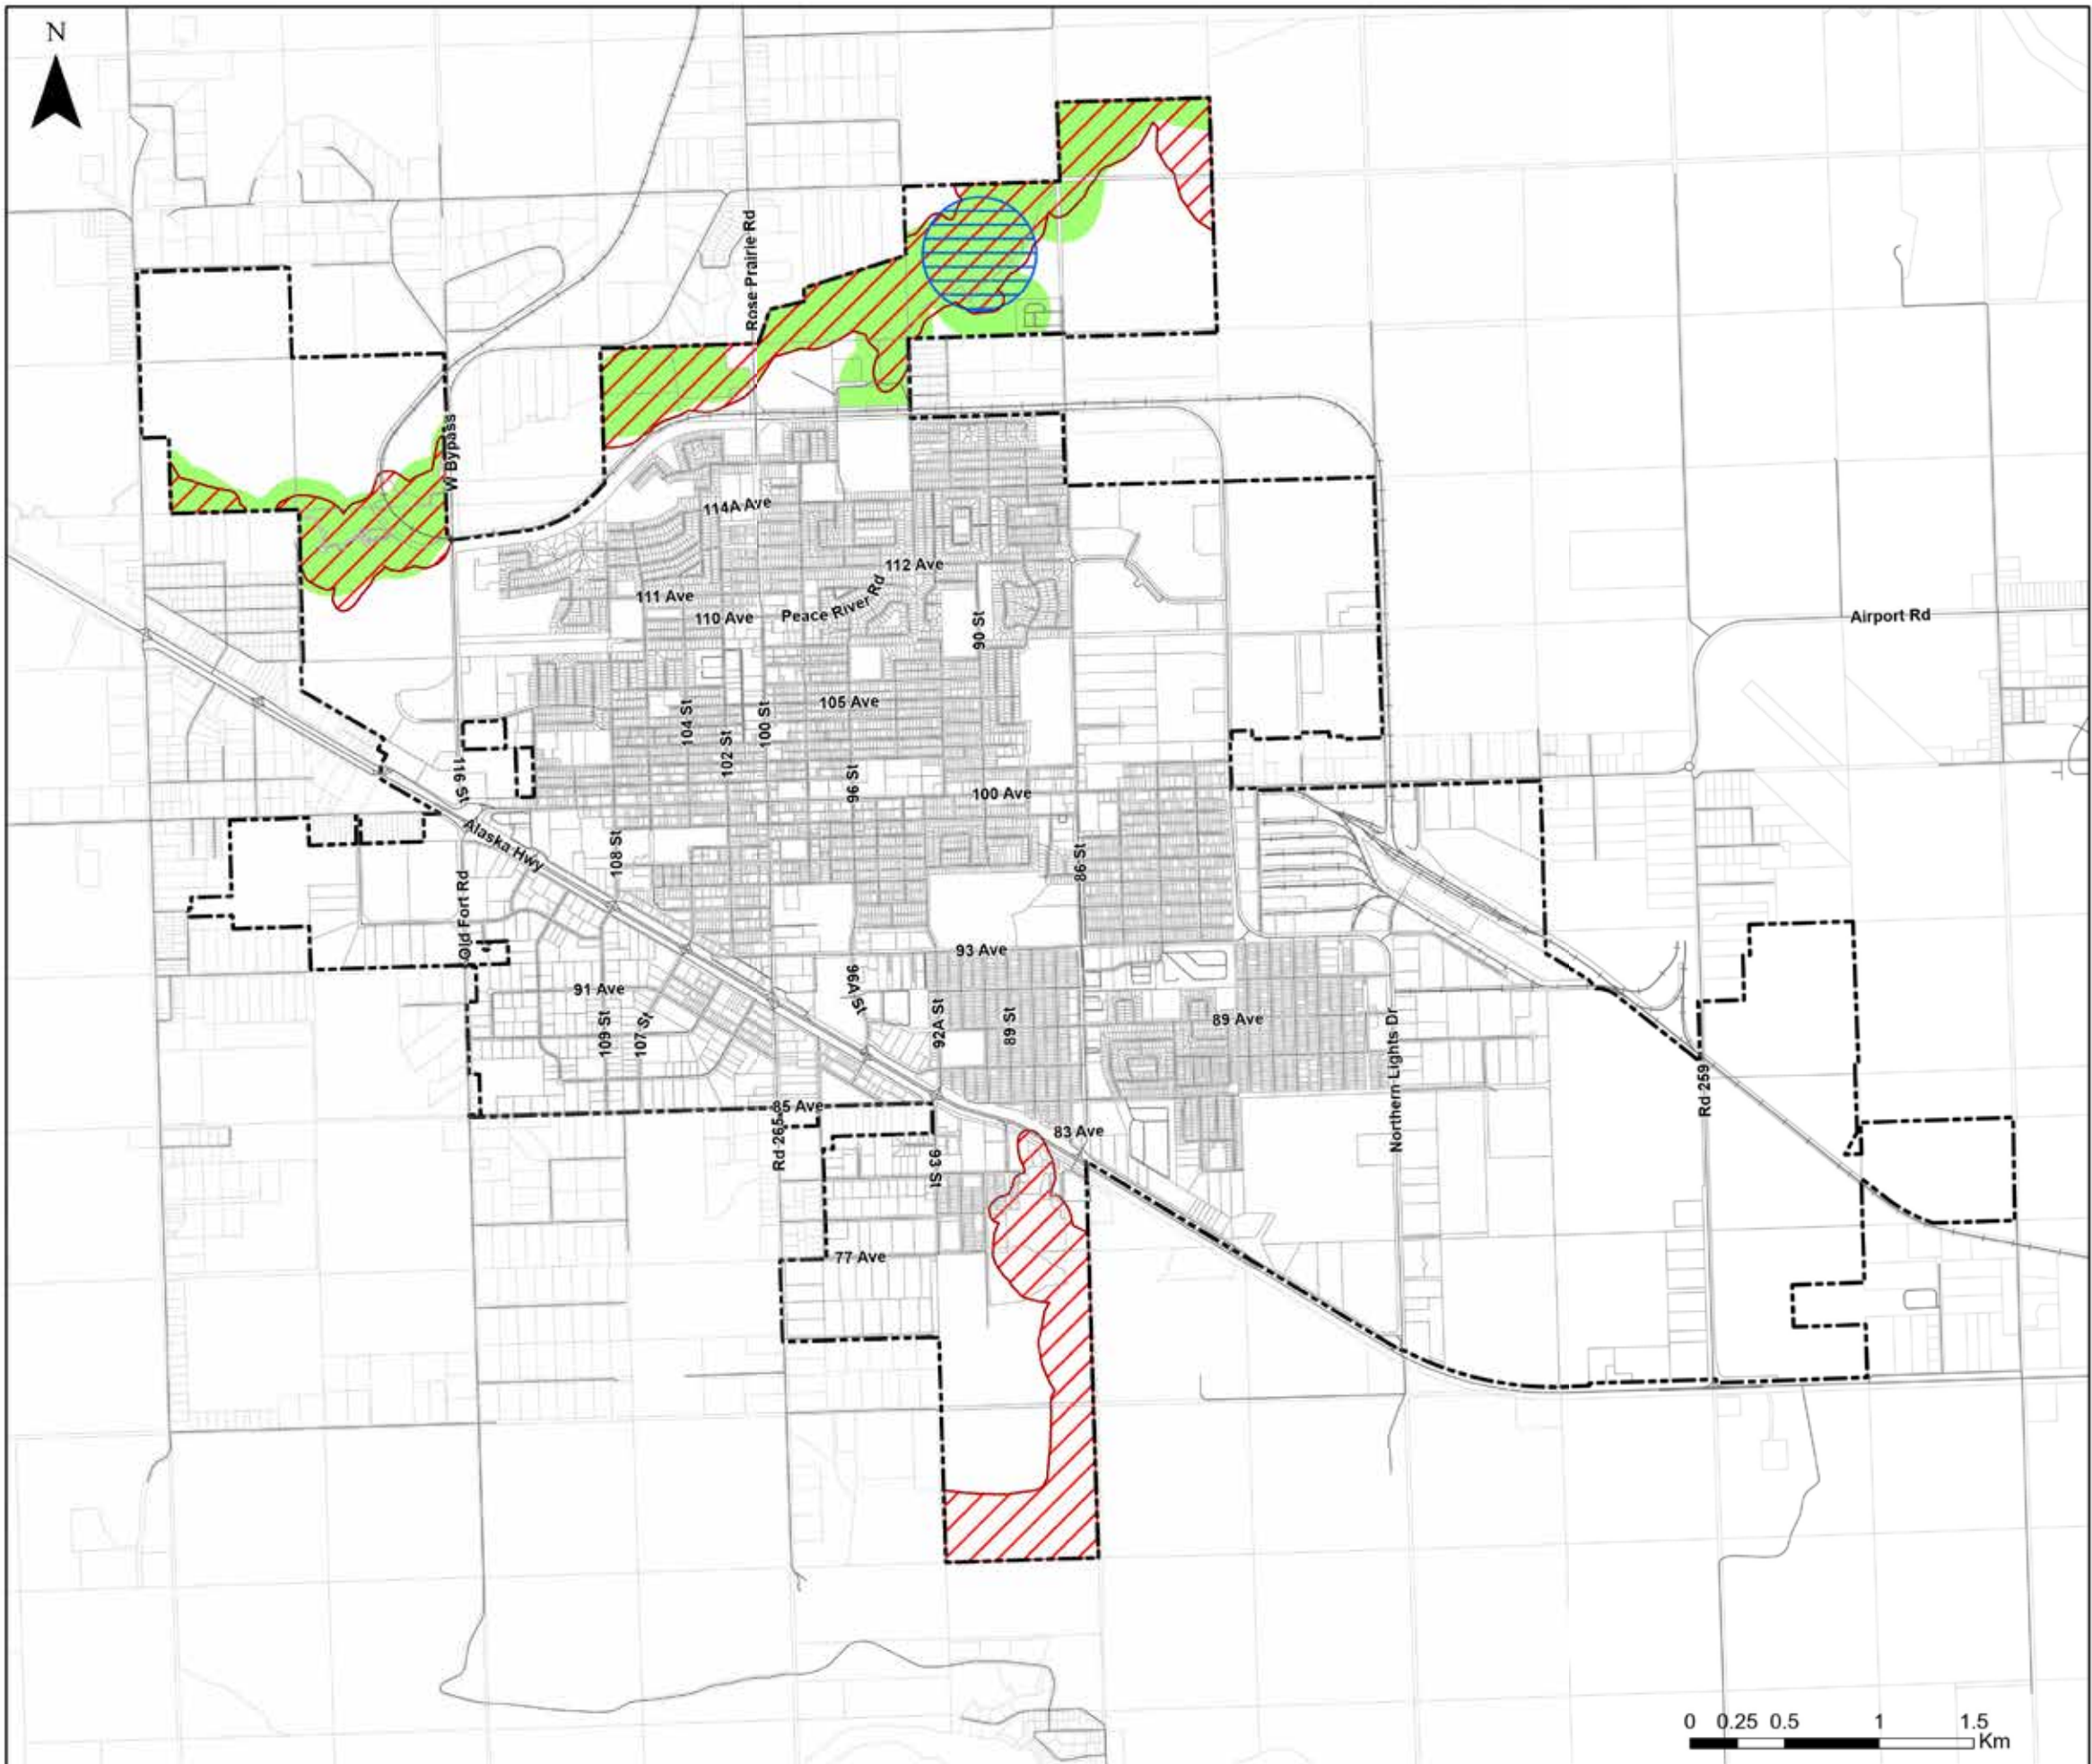 N
Rose Prairie Rd
W Bypass
114A Ave
112 Ave
111 Ave
110 Ave
Peace River Rd
90 St
Airport Rd
105 Ave
104 St
100 St
102 St
116 St
96 St
100 Ave
Alaska Hwy
108 St
86 St
Old Fort Rd
93 Ave
91 Ave
96A St
109 St
107 St
92A St
89 St
89 Ave
Northern Lights Dr
Rd 259
85 Ave
83 Ave
Rd 265
93 St
77 Ave
0 0.25 0.5 1 1.5
Km